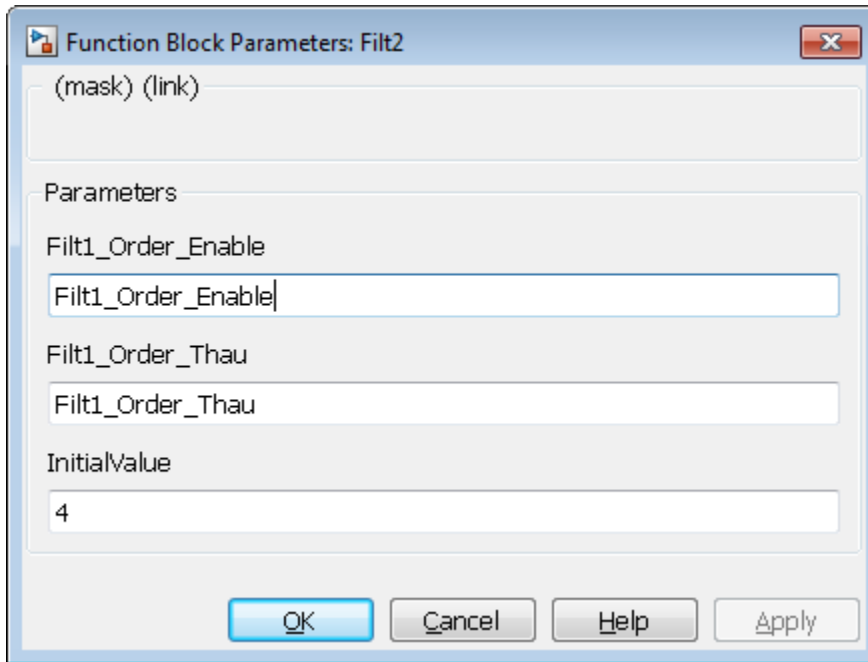 Function Block Parameters: Filt2
(mask) (link)
Parameters
Filt1_Order_Enable
Filt1_Order_Enable
Filt1_Order_Thau
Filt1_Order_Thau
InitialValue
4
OK Cancel Help Apply